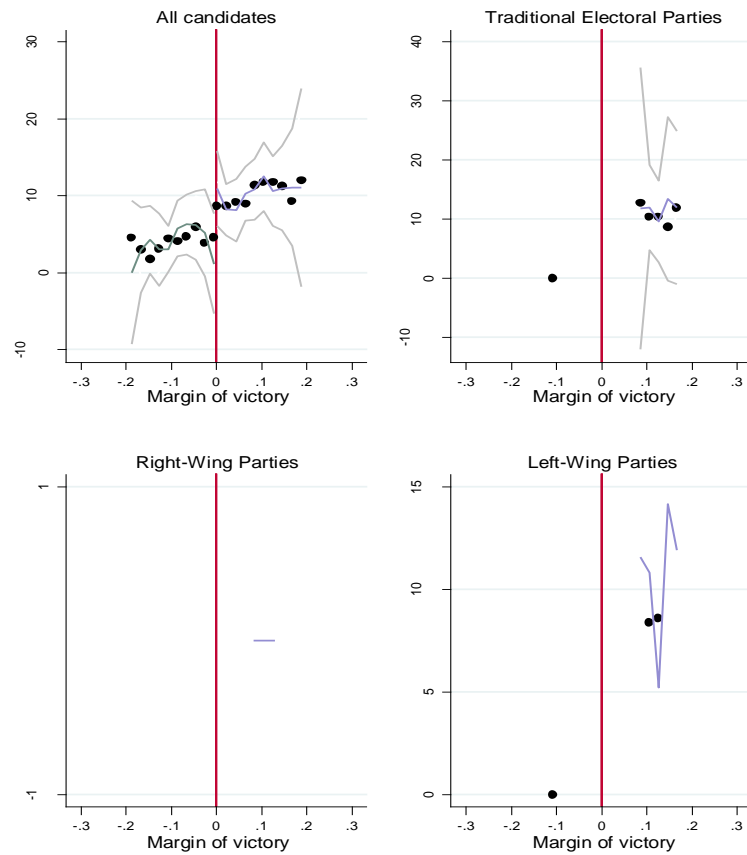 All candidates
30
20
10
0
-10
-.3 -.2 -.1 0 .1 .2 .3
Margin of victory
Traditional Electoral Parties
40
30
20
10
0
-10
-.3 -.2 -.1 0 .1 .2 .3
Margin of victory
Right-Wing Parties
1
-1
-.3 -.2 -.1 0 .1 .2 .3
Margin of victory
Left-Wing Parties
15
10
5
0
-.3 -.2 -.1 0 .1 .2 .3
Margin of victory